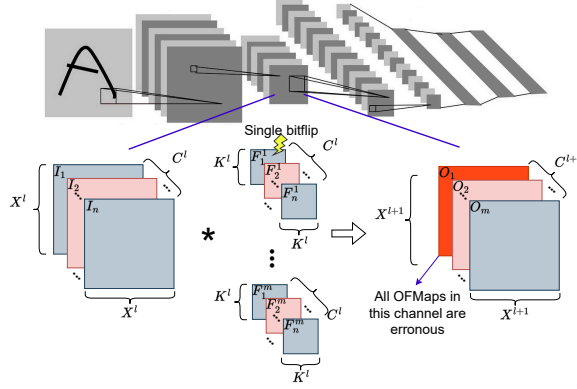 A
Single bitflip
I_1
I_2
I_n
C^l
X^l
X^l
*
K^l
F_1^1
F_2^1
F_n^1
C^l
K^l
K^l
F_1^m
F_2^m
F_n^m
C^l
K^l
O_1
O_2
O_m
C^{l+
X^{l+1}
X^{l+1}
All OFMaps in
this channel are
erronous